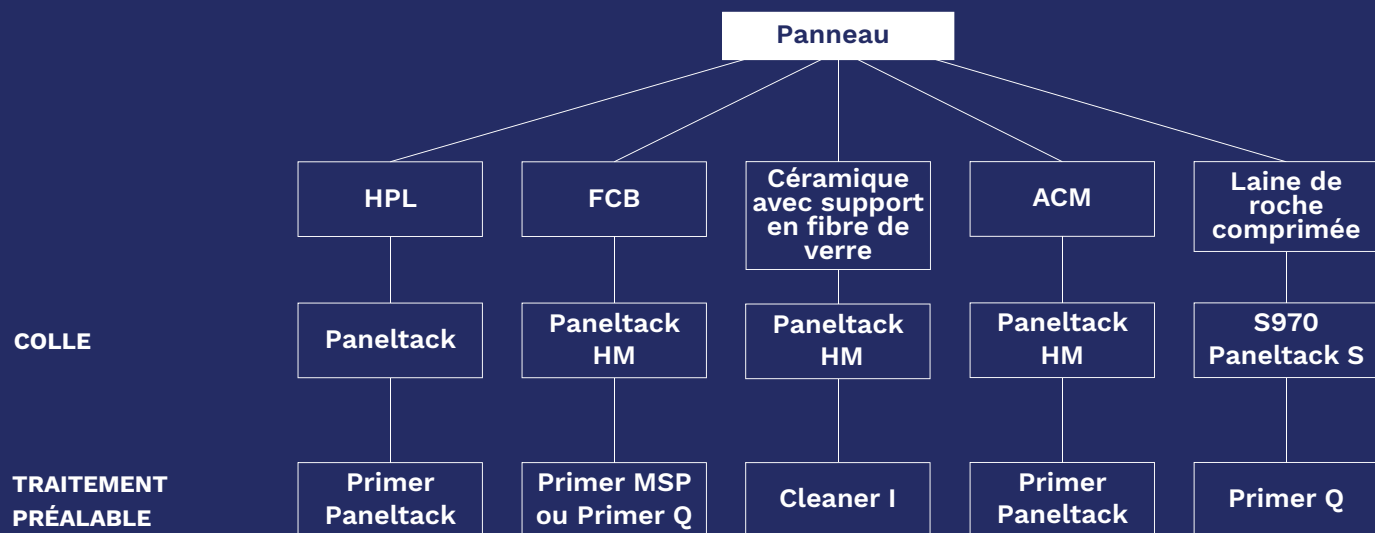 Panneau
HPL
FCB
Céramique
avec support
en fibre de
verre
ACM
Laine de
roche
comprimée
COLLE
Paneltack
Paneltack
HM
Paneltack
HM
Paneltack
HM
S970
Paneltack S
TRAITEMENT
PRÉALABLE
Primer
Paneltack
Primer MSP
ou Primer Q
Cleaner I
Primer
Paneltack
Primer Q